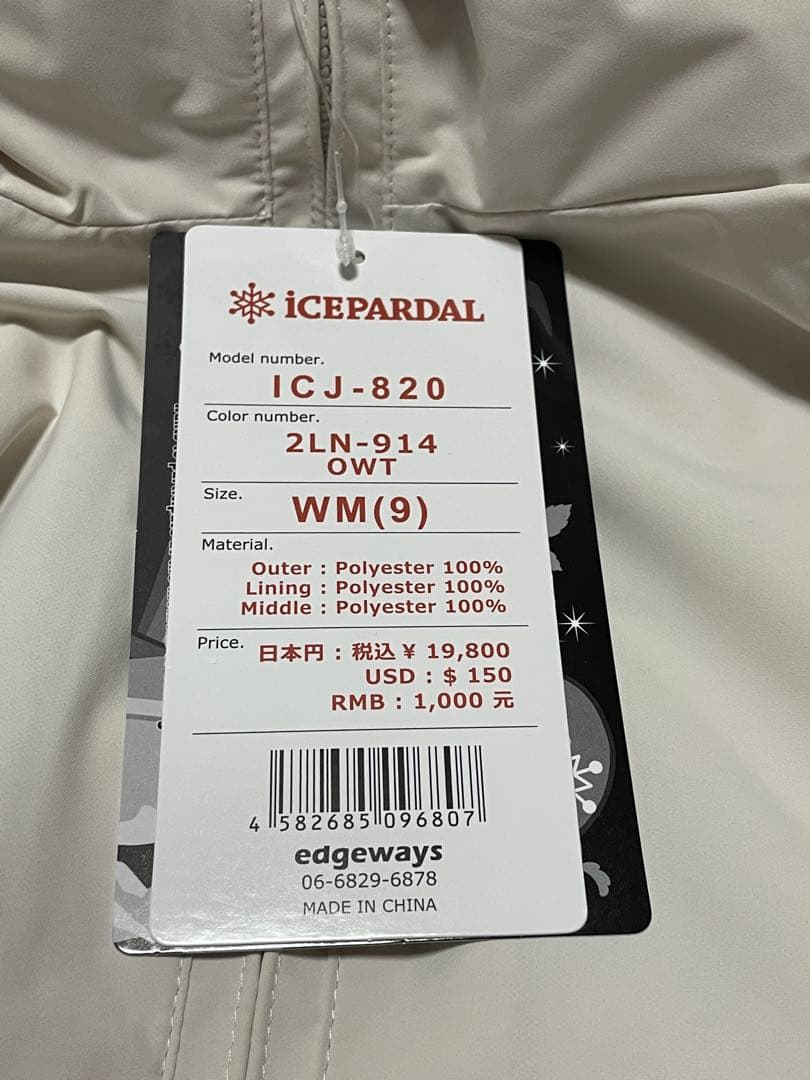 iCEPARDAL
Model number.
ICJ-820
Color number.
2LN-914
OWT
Size.
WM(9)
Material.
Outer : Polyester 100%
Lining : Polyester 100%
Middle : Polyester 100%
Price.
日本円 : 税込 ¥ 19,800
USD : $ 150
RMB : 1,000 元
4 582685 096807
edgeways
06-6829-6878
MADE IN CHINA